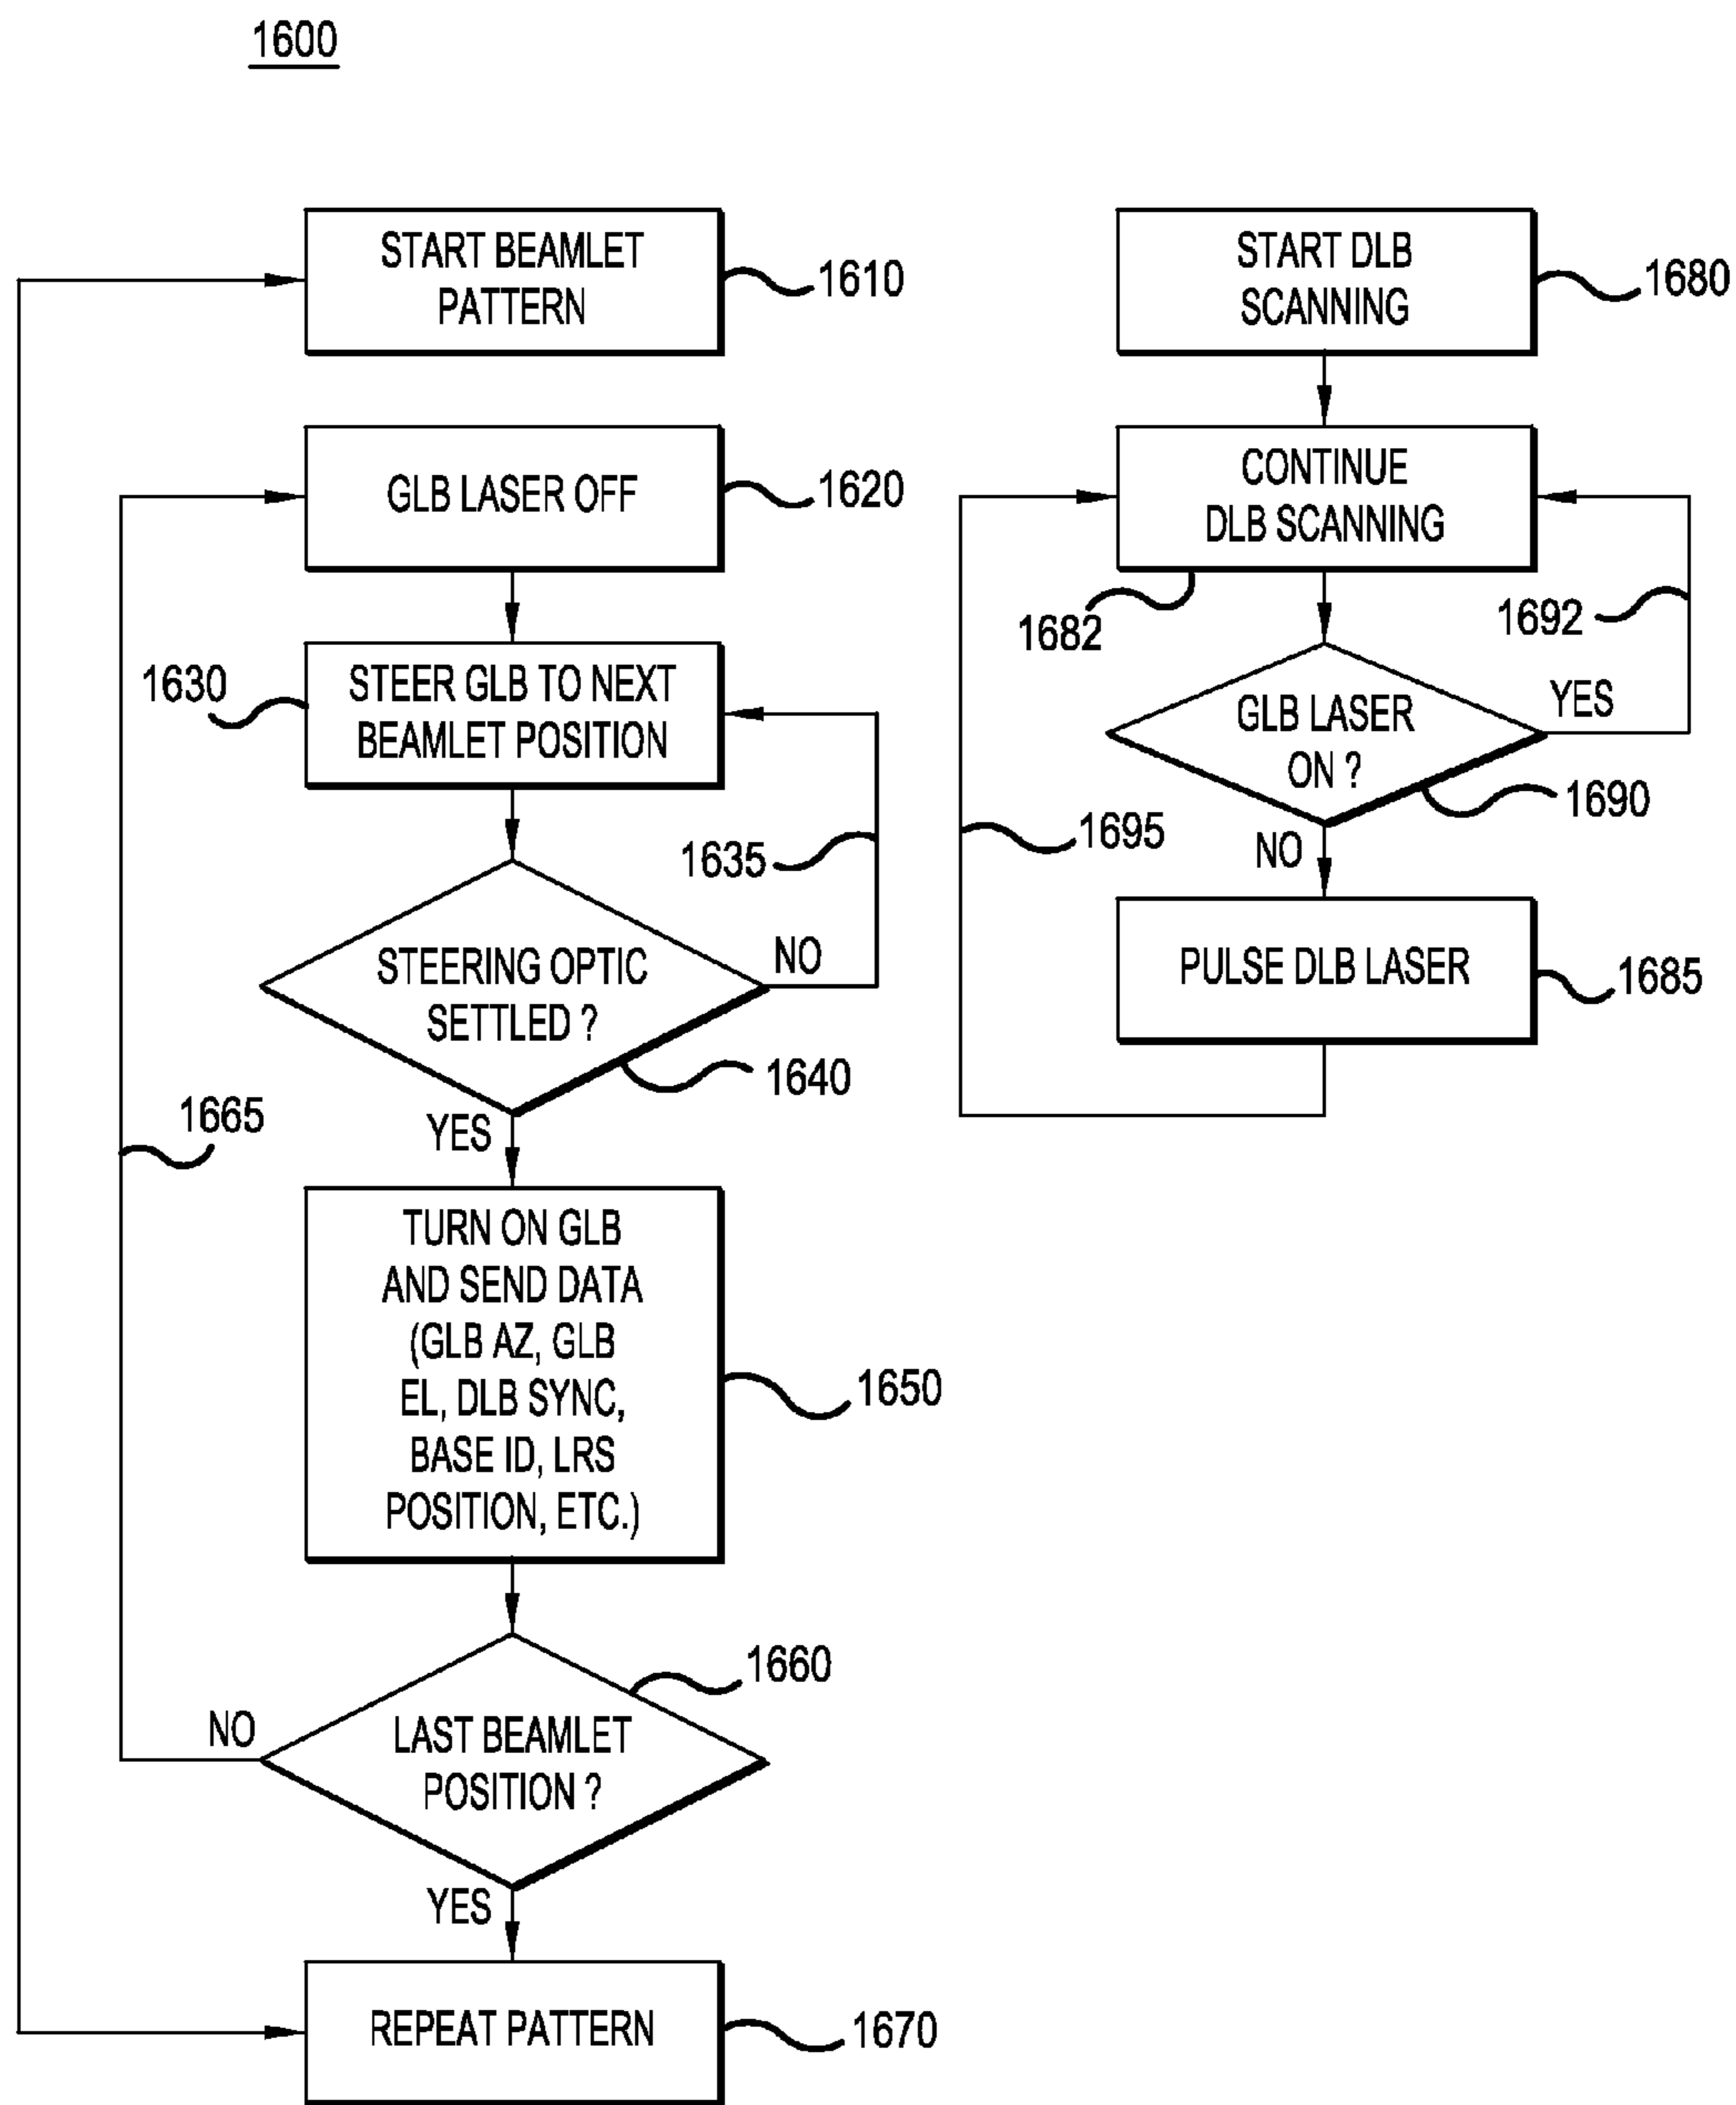 1600
START BEAMLET
PATTERN
1610
GLB LASER OFF
1620
1630
STEER GLB TO NEXT
BEAMLET POSITION
1635
STEERING OPTIC
SETTLED ?
NO
1640
YES
1665
TURN ON GLB
AND SEND DATA
(GLB AZ, GLB
EL, DLB SYNC,
BASE ID, LRS
POSITION, ETC.)
1650
1660
NO
LAST BEAMLET
POSITION ?
YES
REPEAT PATTERN
1670
START DLB
SCANNING
1680
CONTINUE
DLB SCANNING
1682
1692
GLB LASER
ON ?
YES
1690
1695
NO
PULSE DLB LASER
1685